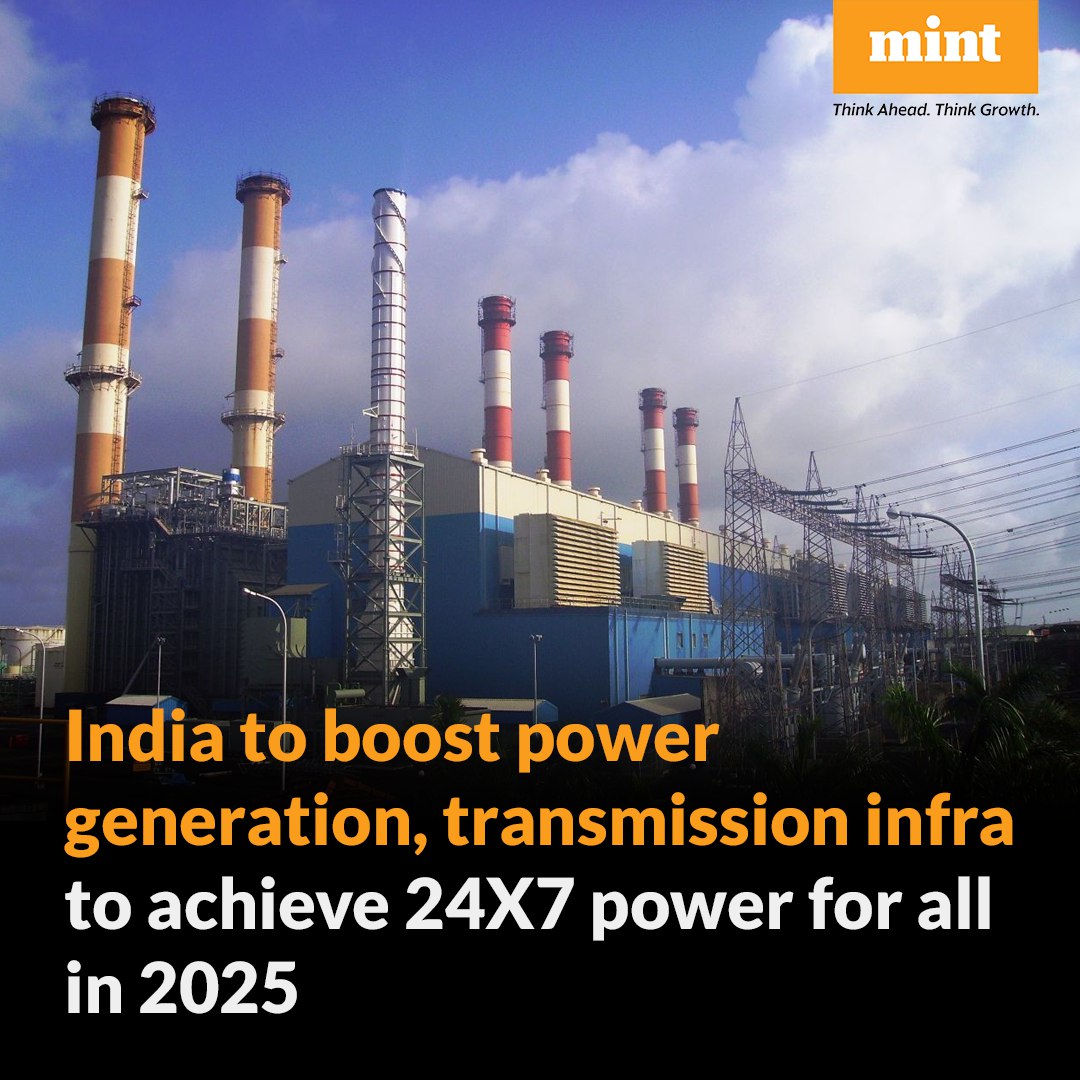 mint
Think Ahead. Think Growth.
India to boost power
generation, transmission infra
to achieve 24X7 power for all
in 2025